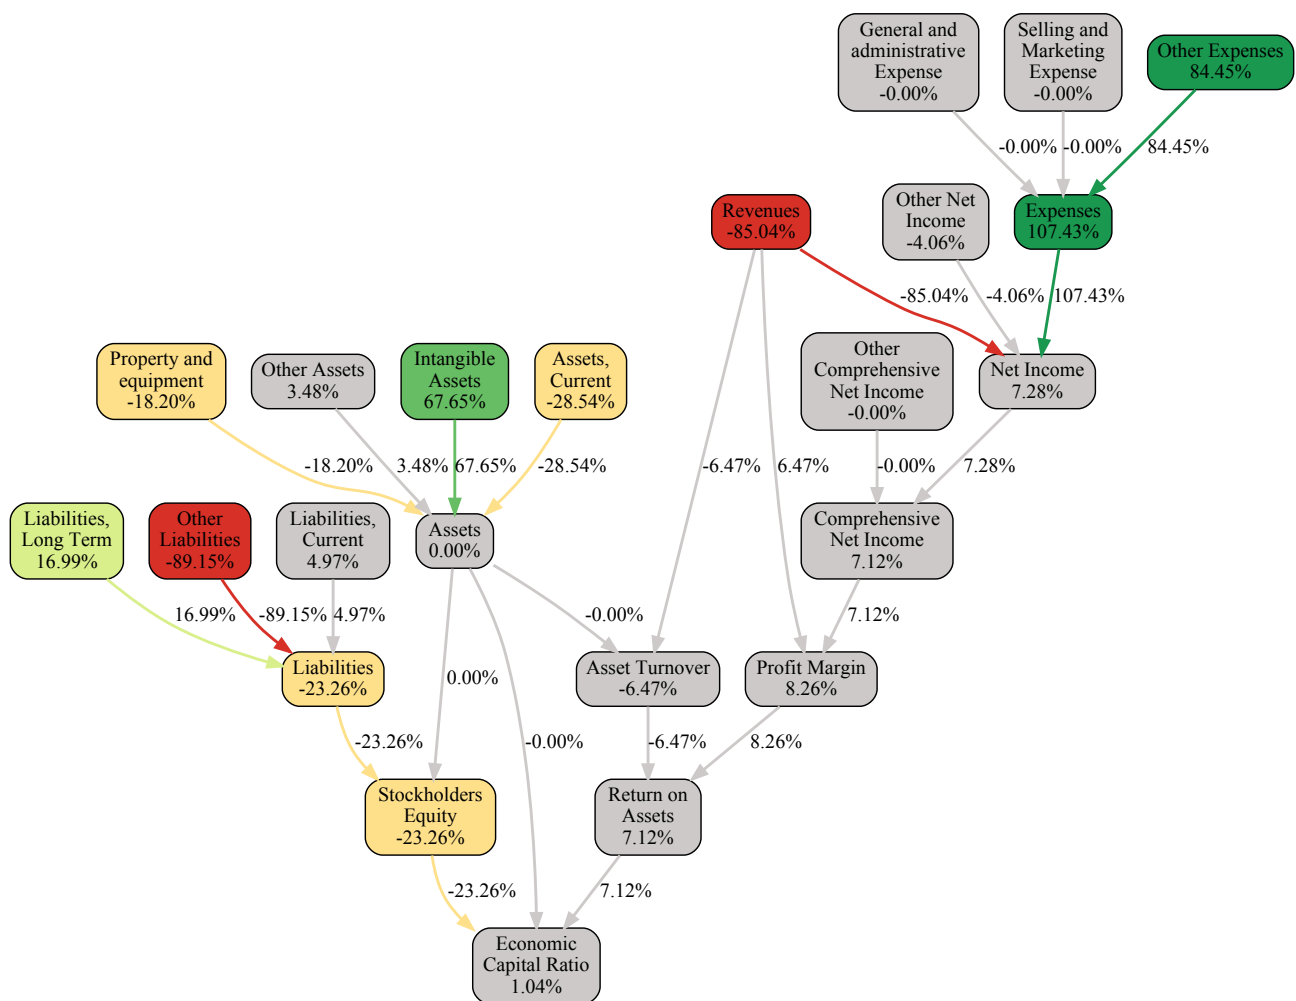 General and
administrative
Expense
-0.00%
Selling and
Marketing
Expense
-0.00%
Other Expenses
84.45%
-0.00%
-0.00%
84.45%
Revenues
-85.04%
Other Net
Income
-4.06%
Expenses
107.43%
-85.04%
-4.06%
107.43%
Property and
equipment
-18.20%
Other Assets
3.48%
Intangible
Assets
67.65%
Assets,
Current
-28.54%
Other
Comprehensive
Net Income
-0.00%
Net Income
7.28%
-18.20%
3.48%
67.65%
-28.54%
-6.47%
6.47%
-0.00%
7.28%
Liabilities,
Long Term
16.99%
Other
Liabilities
-89.15%
Liabilities,
Current
4.97%
Assets
0.00%
Comprehensive
Net Income
7.12%
16.99%
-89.15%
4.97%
-0.00%
7.12%
Liabilities
-23.26%
0.00%
Asset Turnover
-6.47%
Profit Margin
8.26%
-23.26%
-0.00%
-6.47%
8.26%
Stockholders
Equity
-23.26%
Return on
Assets
7.12%
-23.26%
7.12%
Economic
Capital Ratio
1.04%